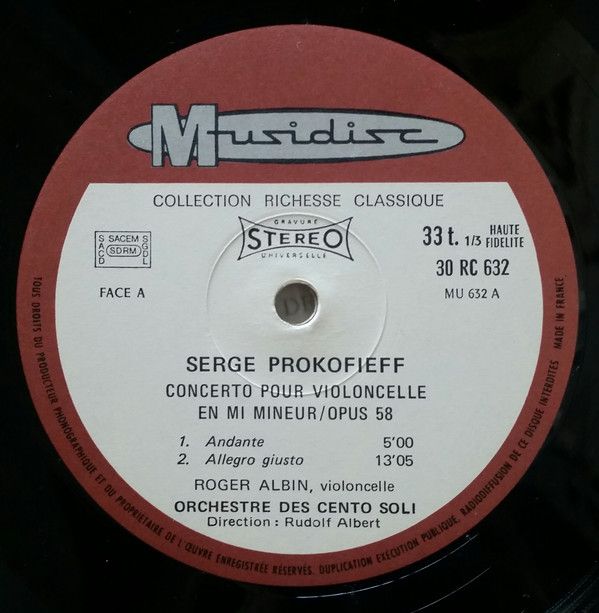 Musidisc
COLLECTION RICHESSE CLASSIQUE
GRAVURE
STEREO
UNIVERSELLE
33 t. 1/3 HAUTE FIDELITE
30 RC 632
MU 632 A
SACEM
SACD SDRM SGDL
FACE A
SERGE PROKOFIEFF
CONCERTO POUR VIOLONCELLE
EN MI MINEUR/OPUS 58
1. Andante 5'00
2. Allegro giusto 13'05
ROGER ALBIN, violoncelle
ORCHESTRE DES CENTO SOLI
Direction : Rudolf Albert
TOUS DROITS DU PRODUCTEUR PHONOGRAPHIQUE ET DU PROPRIETAIRE DE L'ŒUVRE ENREGISTRÉE RÉSERVÉS. DUPLICATION EXÉCUTION PUBLIQUE, RADIODIFFUSION DE CE DISQUE INTERDITES MADE IN FRANCE